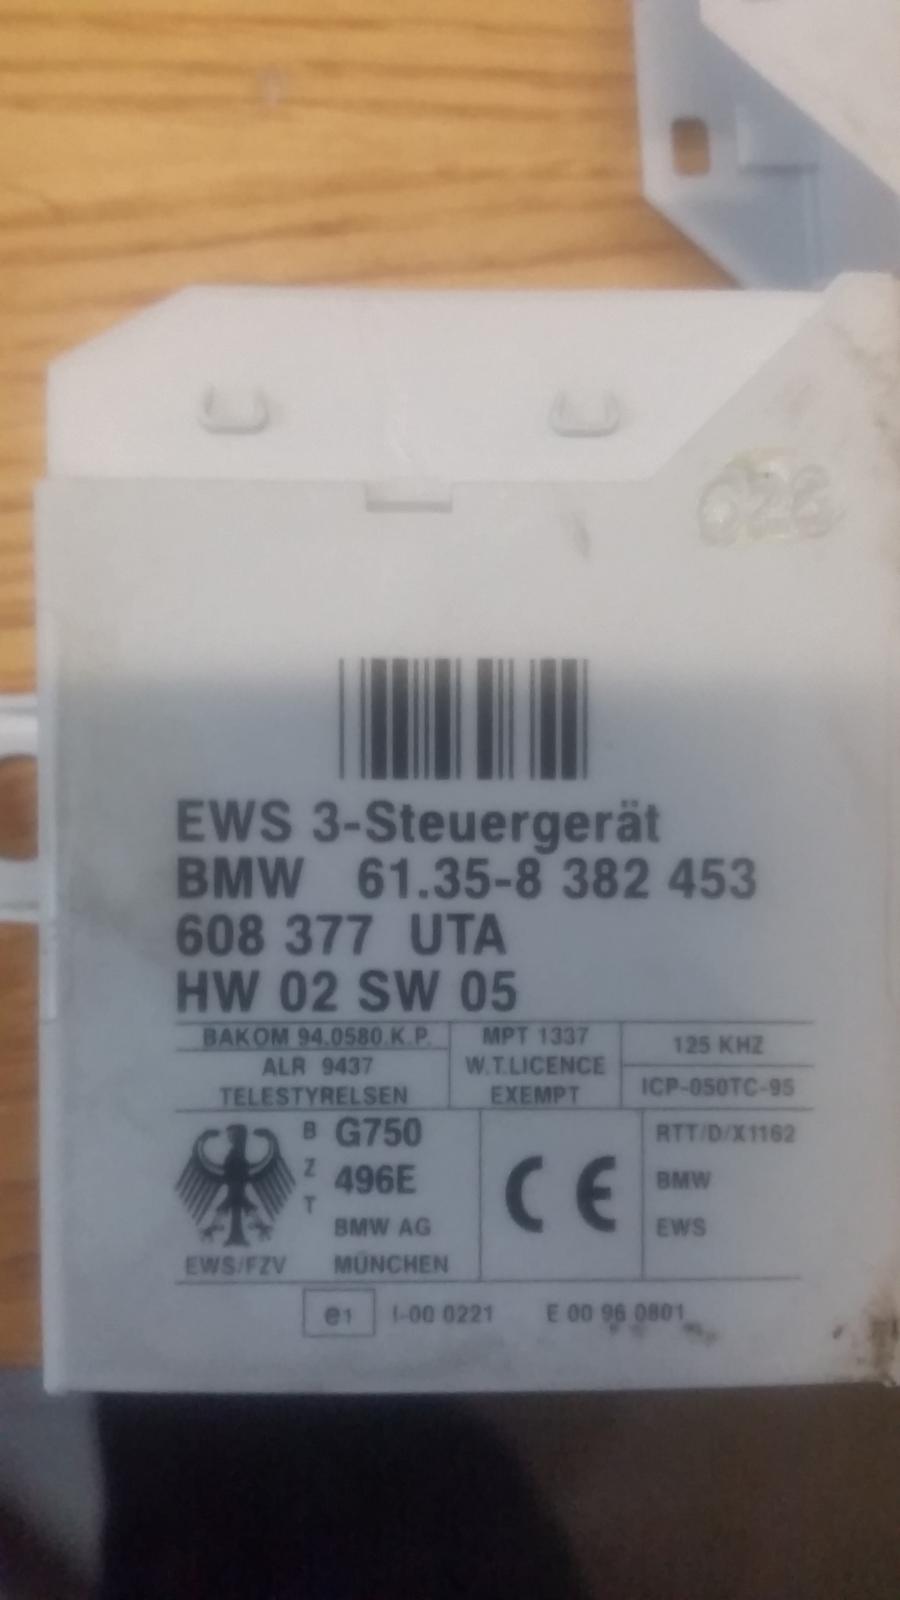 EWS 3-Steuergerät
BMW 61.35-8 382 453
608 377 UTA
HW 02 SW 05
BAKOM 94.0580.K.P.
ALR 9437
TELESTYRELSEN
MPT 1337
W.T.LICENCE
EXEMPT
125 KHZ
ICP-050TC-95
BZT
G750
496E
BMW AG
MÜNCHEN
EWS/FZV
CE
RTT/D/X1162
BMW
EWS
e1 I-00 0221 E 00 96 0801